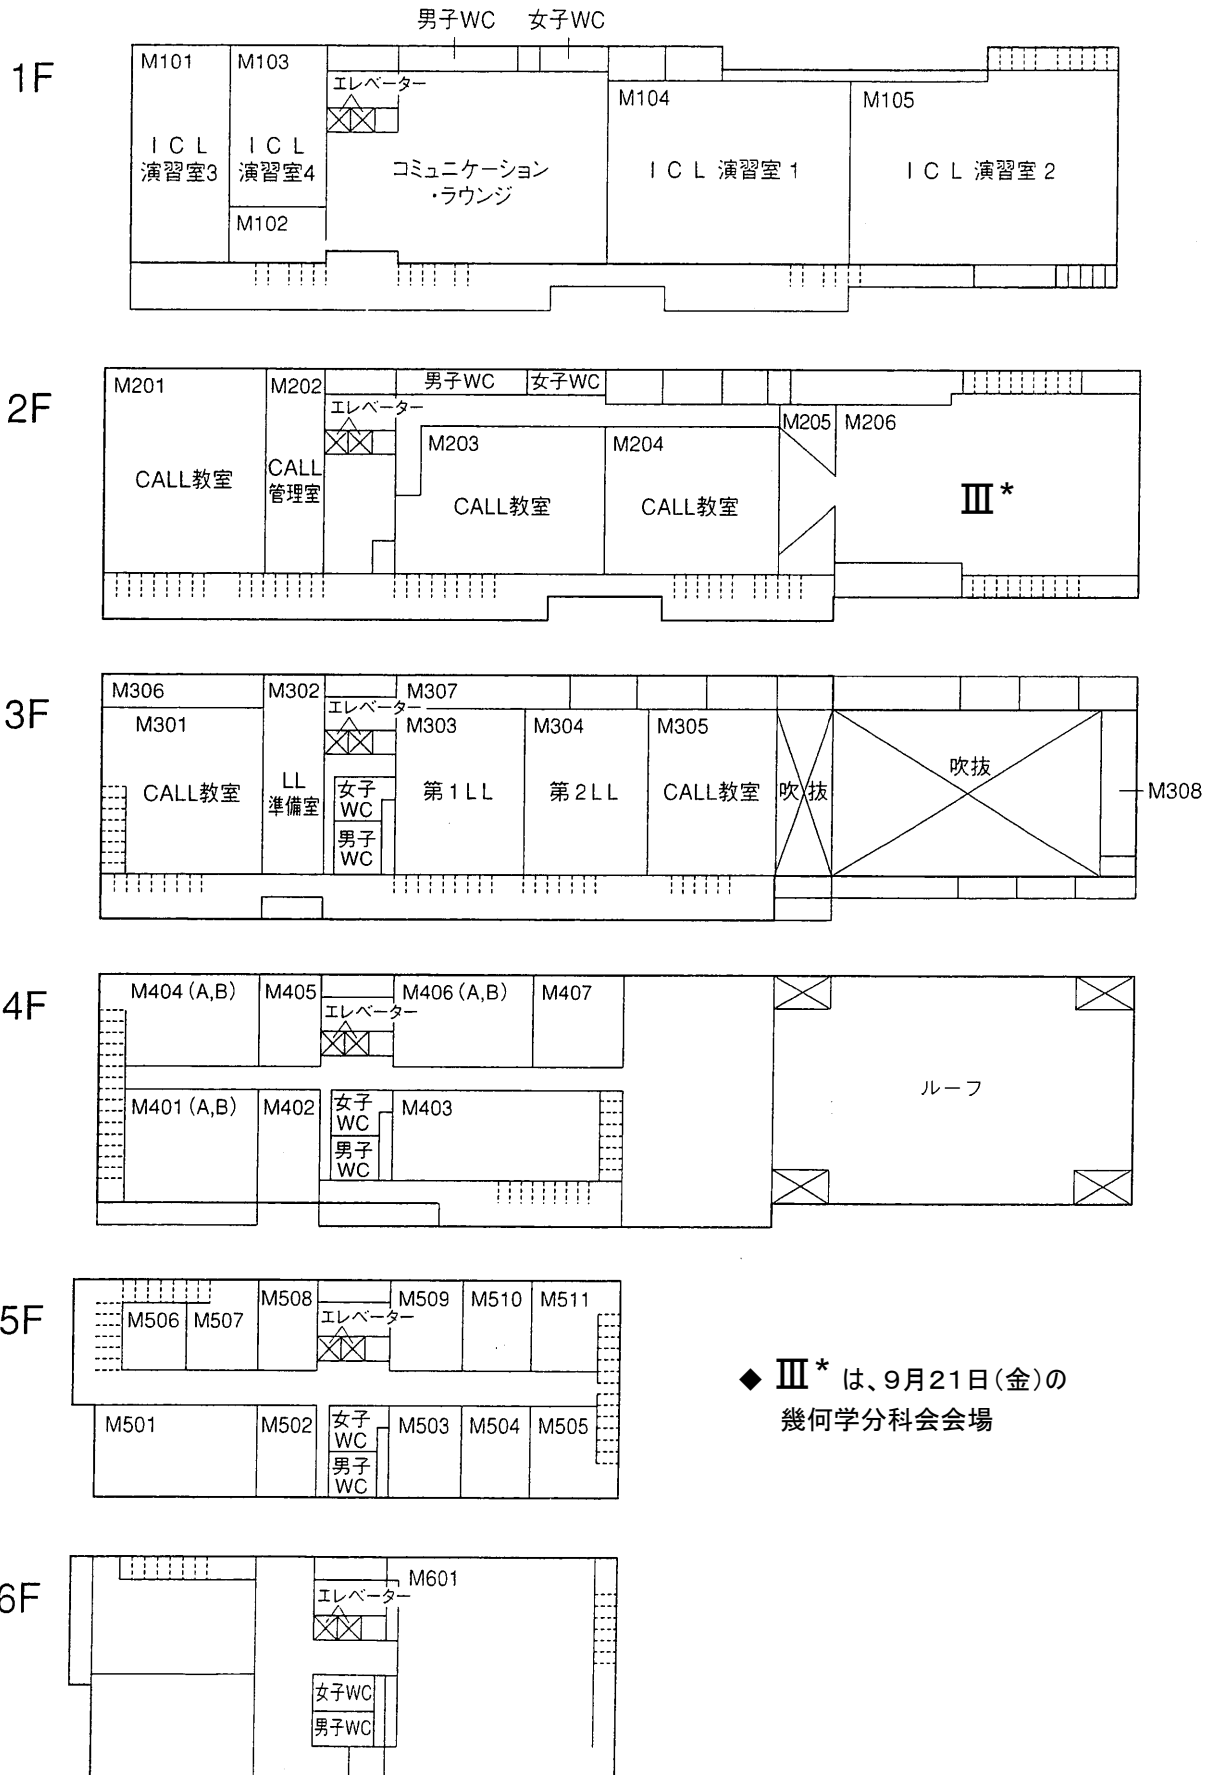 男子WC 女子WC
1F
M101 M103
エレベーター
M104 M105
ICL
演習室3
ICL
演習室4
コミュニケーション
・ラウンジ
ICL 演習室1
ICL 演習室2
M102
2F
M201 M202 男子WC 女子WC
エレベーター
M203 M204 M205 M206
CALL教室
CALL
管理室
CALL教室
CALL教室
Ⅲ*
3F
M306 M302 M307
エレベーター
M301 M303 M304 M305
CALL教室
LL
準備室
女子
WC
男子
WC
第1LL
第2LL
CALL教室
吹抜
吹抜
M308
4F
M404(A,B) M405 M406(A,B) M407
エレベーター
ルーフ
M401(A,B) M402
女子
WC
男子
WC
M403
5F
M508 M509 M510 M511
エレベーター
M506 M507
M501 M502
女子
WC
男子
WC
M503 M504 M505
◆ Ⅲ* は、9月21日(金)の
幾何学分科会会場
6F
M601
エレベーター
女子WC
男子WC